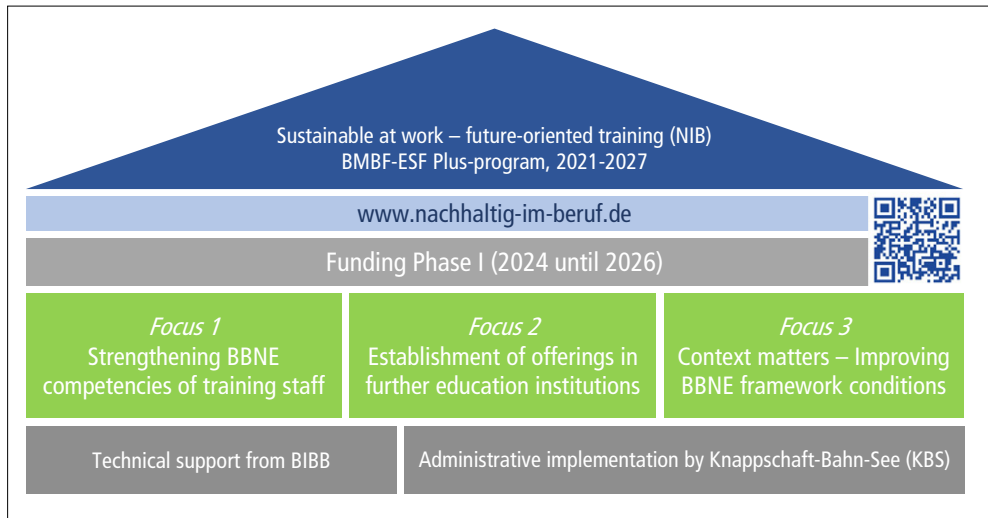 Sustainable at work – future-oriented training (NIB)
BMBF-ESF Plus-program, 2021-2027
www.nachhaltig-im-beruf.de
Funding Phase I (2024 until 2026)
Focus 1
Strengthening BBNE
competencies of training staff
Focus 2
Establishment of offerings in
further education institutions
Focus 3
Context matters – Improving
BBNE framework conditions
Technical support from BIBB
Administrative implementation by Knappschaft-Bahn-See (KBS)